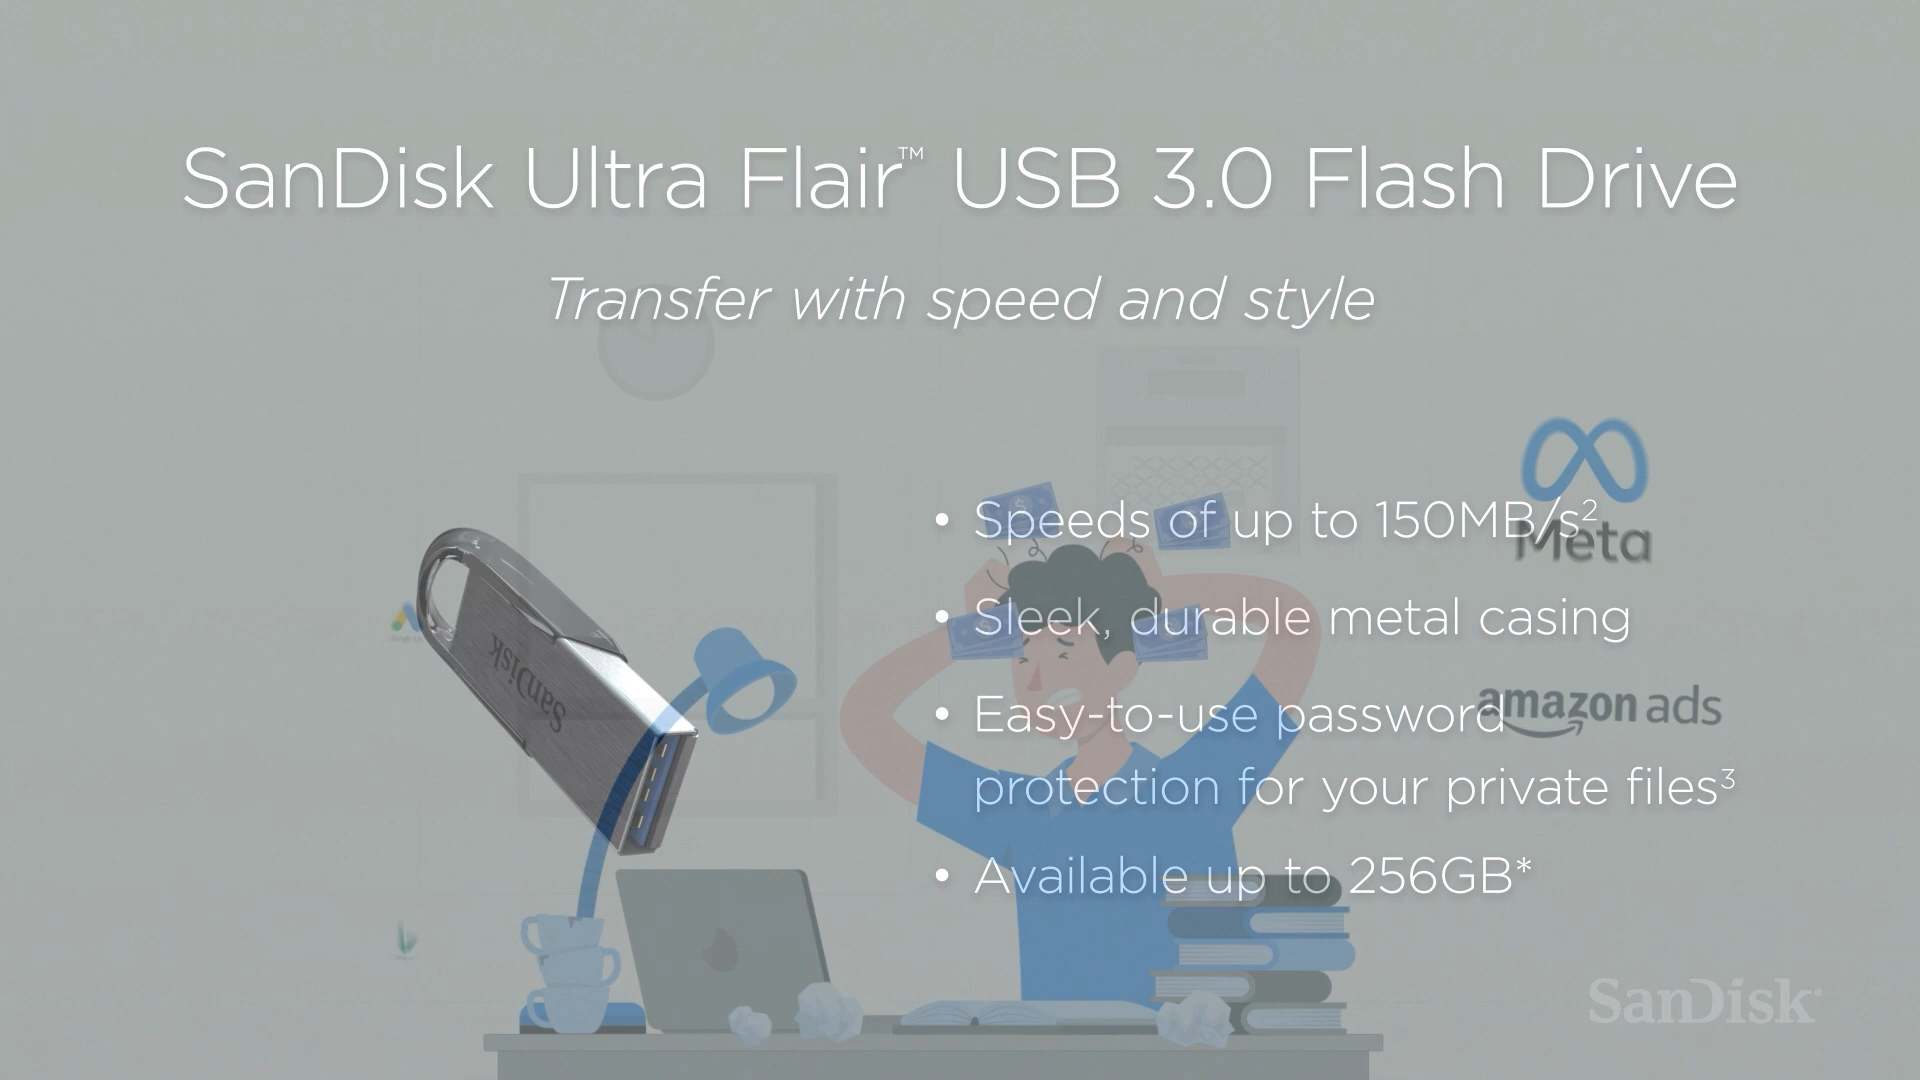 SanDisk Ultra Flair™ USB 3.0 Flash Drive
Transfer with speed and style
Meta
• Speeds of up to 150MB/s²
• Sleek, durable metal casing
SanDisk
amazon ads
• Easy-to-use password
protection for your private files³
• Available up to 256GB*
SanDisk